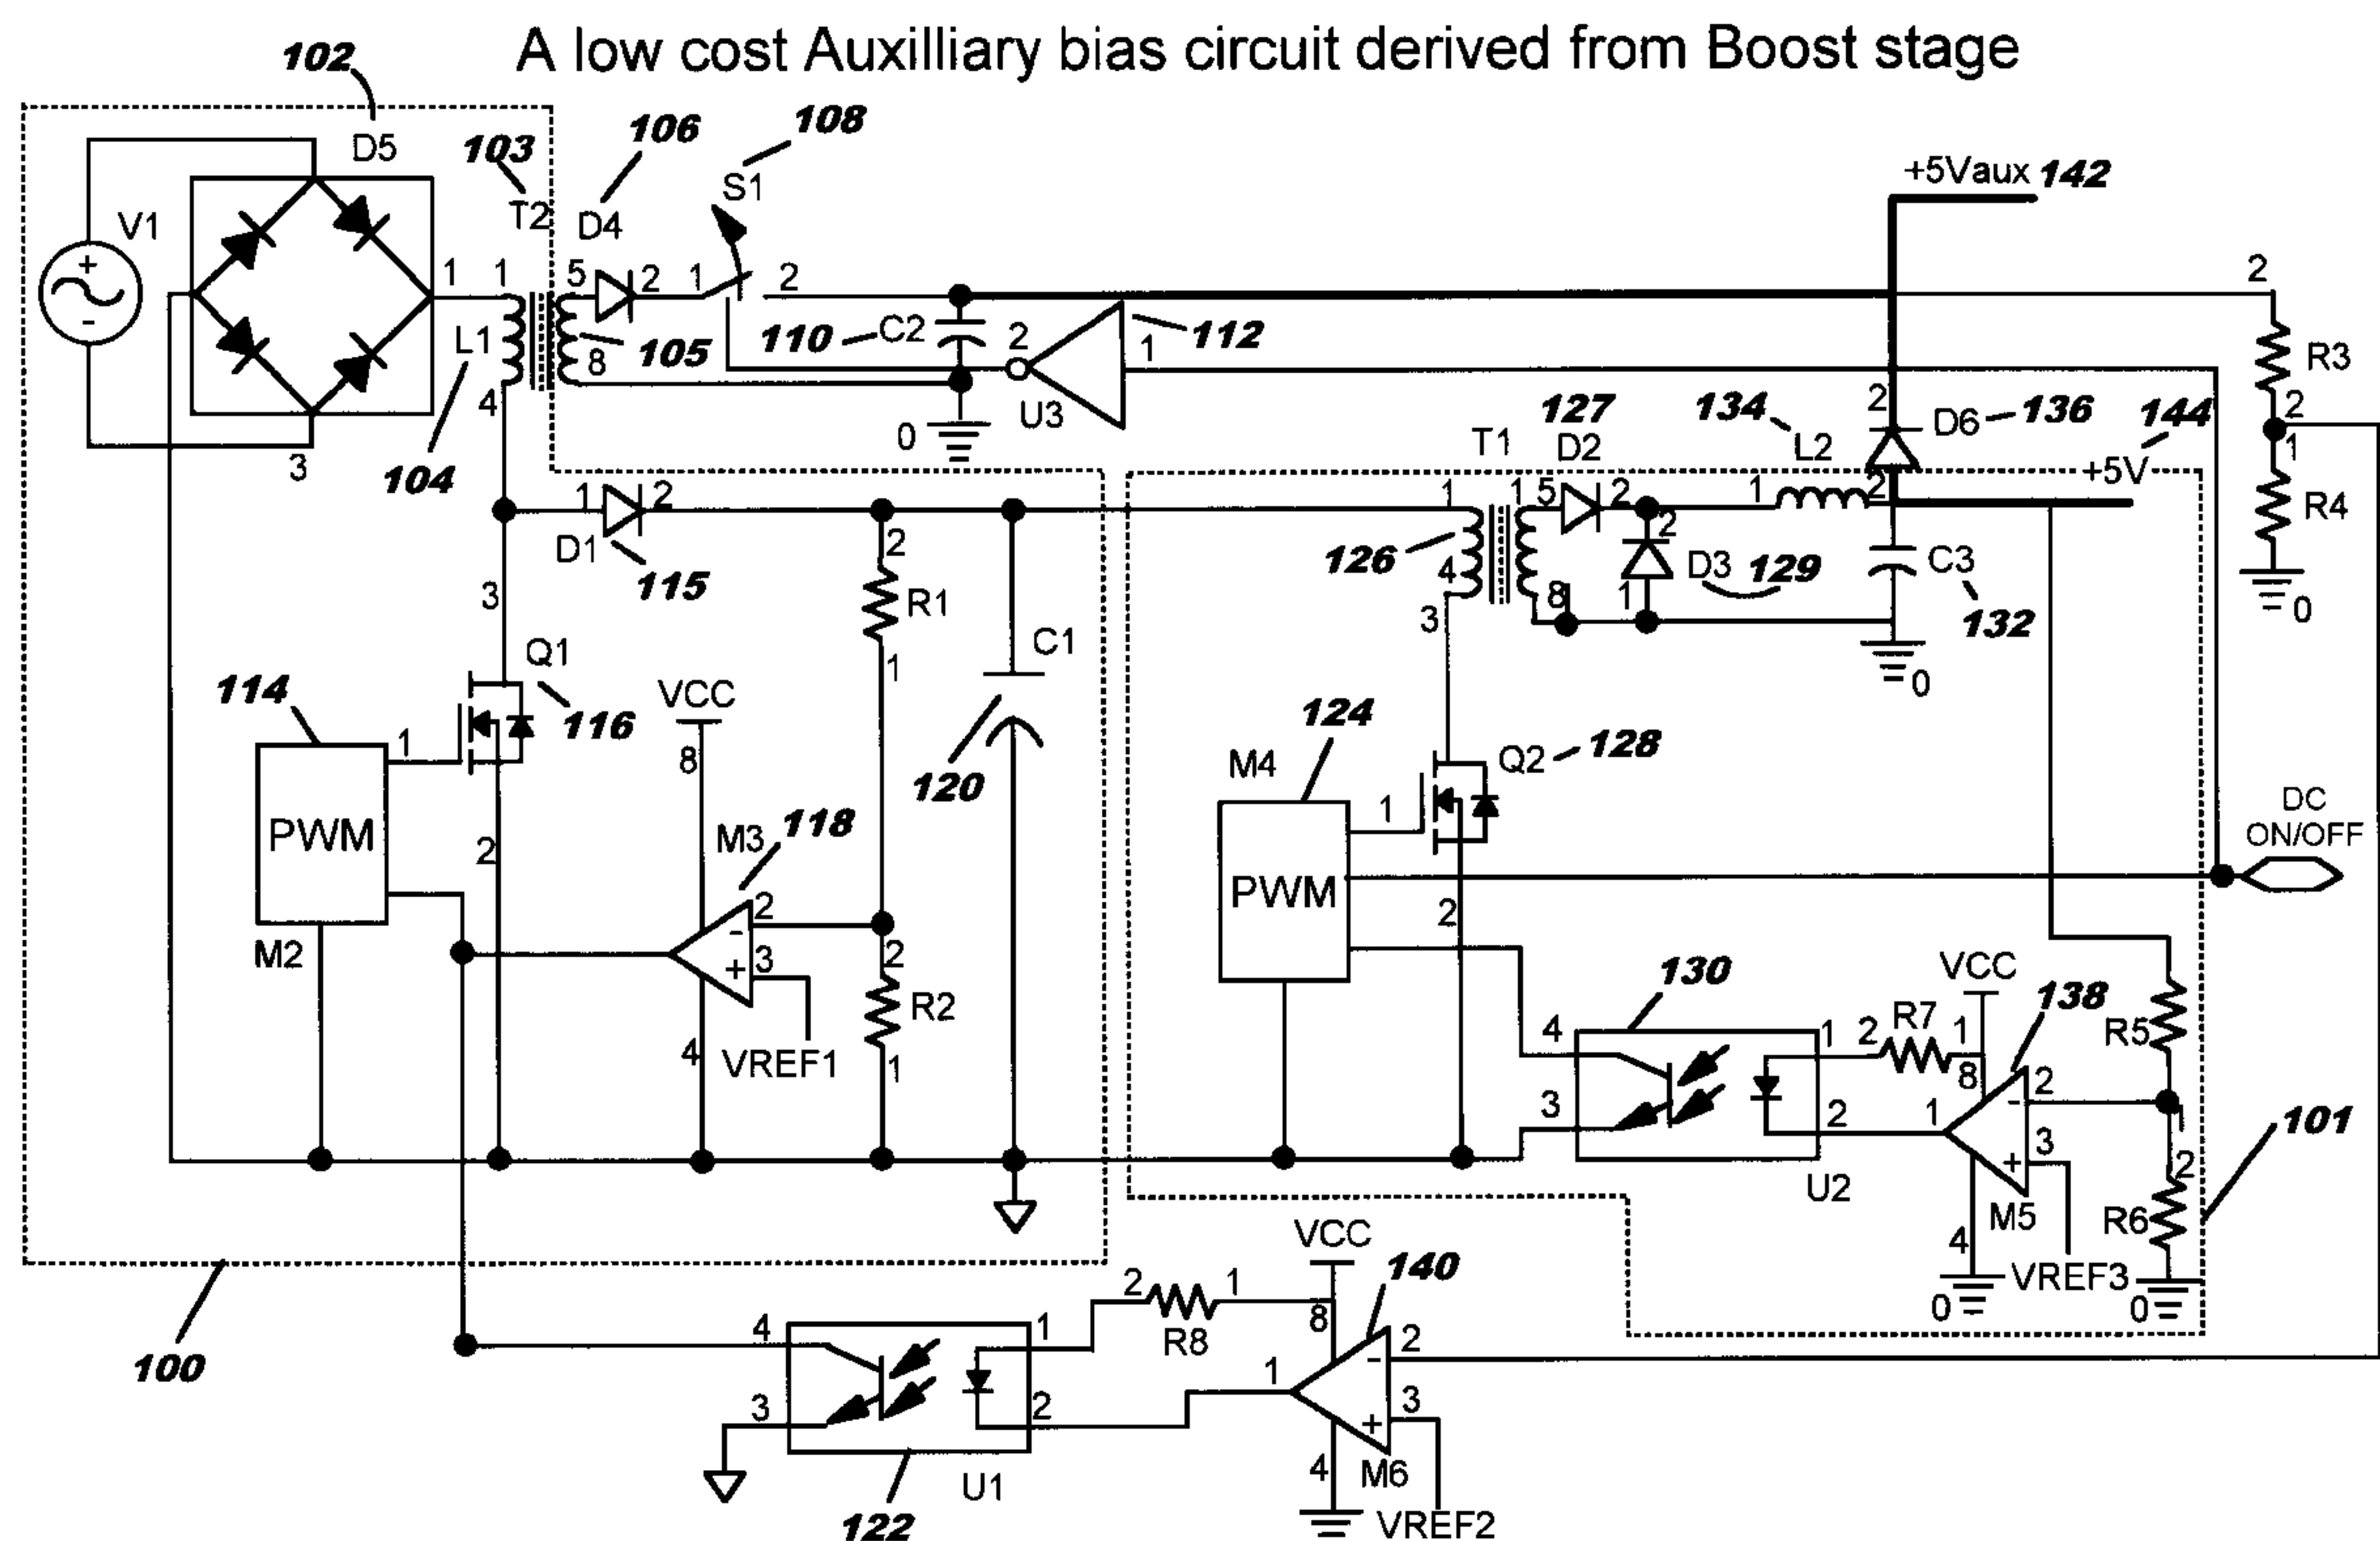 A low cost Auxilliary bias circuit derived from Boost stage
102
D5
103
T2
106
D4
108
S1
+5Vaux 142
V1
+
-
1
1
5
2
1
2
2
L1
4
8
105
110
C2
2
112
1
R3
2
1
R4
0
3
104
0
U3
2
D6
136
144
+5V
127
D2
134
L2
T1
1
2
D1
115
2
R1
1
C1
120
1
4
3
126
1
5
2
2
1
8
D3
129
1
2
C3
132
0
3
Q1
116
114
1
PWM
M2
2
VCC
8
M3
118
2
-
+
3
VREF1
4
2
R2
1
124
M4
1
PWM
Q2
128
2
DC
ON/OFF
130
4
3
1
2
U2
2
R7
1
VCC
8
138
1
2
-
3
+
M5
4
0
VREF3
R5
1
2
R6
0
101
100
4
3
1
2
U1
122
2
R8
1
VCC
8
140
1
2
-
3
+
4
M6
VREF2